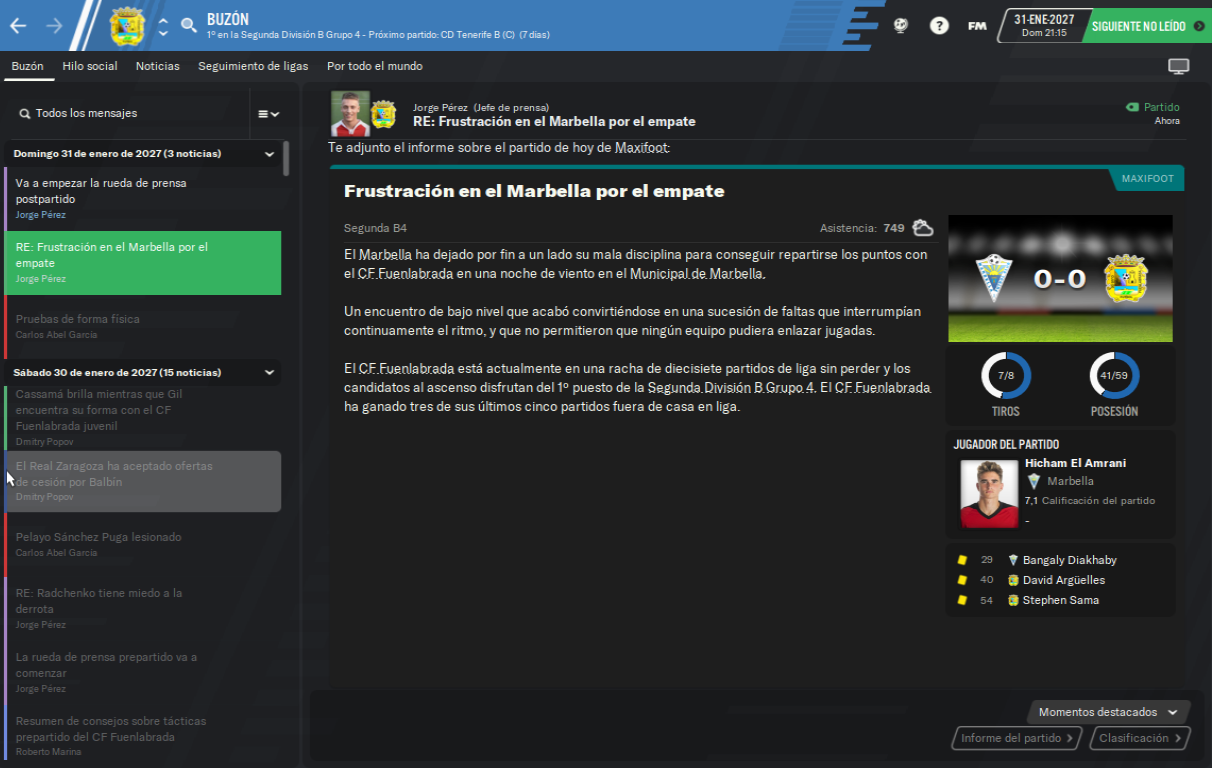 BUZÓN
1º en la Segunda División B Grupo 4 - Próximo partido: CD Tenerife B (C) (7 días)
?
FM
31-ENE-2027
Dom 21:15
SIGUIENTE NO LEÍDO
Buzón
Hilo social
Noticias
Seguimiento de ligas
Por todo el mundo
Todos los mensajes
Domingo 31 de enero de 2027 (3 noticias)
Va a empezar la rueda de prensa
postpartido
Jorge Pérez
RE: Frustración en el Marbella por el
empate
Jorge Pérez
Pruebas de forma física
Carlos Abel García
Sábado 30 de enero de 2027 (15 noticias)
Cassamá brilla mientras que Gil
encuentra su forma con el CF
Fuenlabrada juvenil
Dmitry Popov
El Real Zaragoza ha aceptado ofertas
de cesión por Balbín
Dmitry Popov
Pelayo Sánchez Puga lesionado
Carlos Abel García
RE: Radchenko tiene miedo a la
derrota
Jorge Pérez
La rueda de prensa prepartido va a
comenzar
Jorge Pérez
Resumen de consejos sobre tácticas
prepartido del CF Fuenlabrada
Roberto Marina
Jorge Pérez (Jefe de prensa)
RE: Frustración en el Marbella por el empate
Partido
Ahora
Te adjunto el informe sobre el partido de hoy de Maxifoot:
MAXIFOOT
Frustración en el Marbella por el empate
Segunda B4
Asistencia: 749
El Marbella ha dejado por fin a un lado su mala disciplina para conseguir repartirse los puntos con
el CF Fuenlabrada en una noche de viento en el Municipal de Marbella.
Un encuentro de bajo nivel que acabó convirtiéndose en una sucesión de faltas que interrumpían
continuamente el ritmo, y que no permitieron que ningún equipo pudiera enlazar jugadas.
El CF Fuenlabrada está actualmente en una racha de diecisiete partidos de liga sin perder y los
candidatos al ascenso disfrutan del 1º puesto de la Segunda División B Grupo 4. El CF Fuenlabrada
ha ganado tres de sus últimos cinco partidos fuera de casa en liga.
0-0
7/8
41/59
TIROS
POSESIÓN
JUGADOR DEL PARTIDO
Hicham El Amrani
Marbella
7,1 Calificación del partido
-
29 Bangaly Diakhaby
40 David Argüelles
54 Stephen Sama
Momentos destacados
Informe del partido
Clasificación